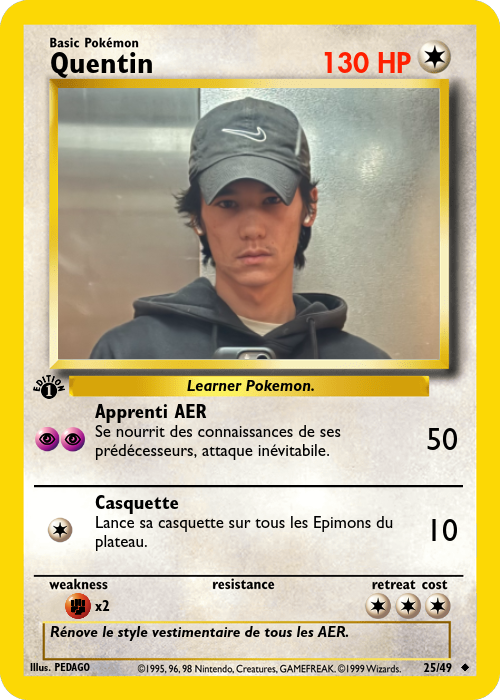 Basic Pokémon
Quentin
130 HP
EDITION
1
Learner Pokemon.
Apprenti AER
Se nourrit des connaissances de ses
prédécesseurs, attaque inévitabile.
50
Casquette
Lance sa casquette sur tous les Epimons du
plateau.
10
weakness
resistance
retreat cost
x2
Rénove le style vestimentaire de tous les AER.
Illus. PEDAGO
©1995, 96, 98 Nintendo, Creatures, GAMEFREAK. ©1999 Wizards.
25/49